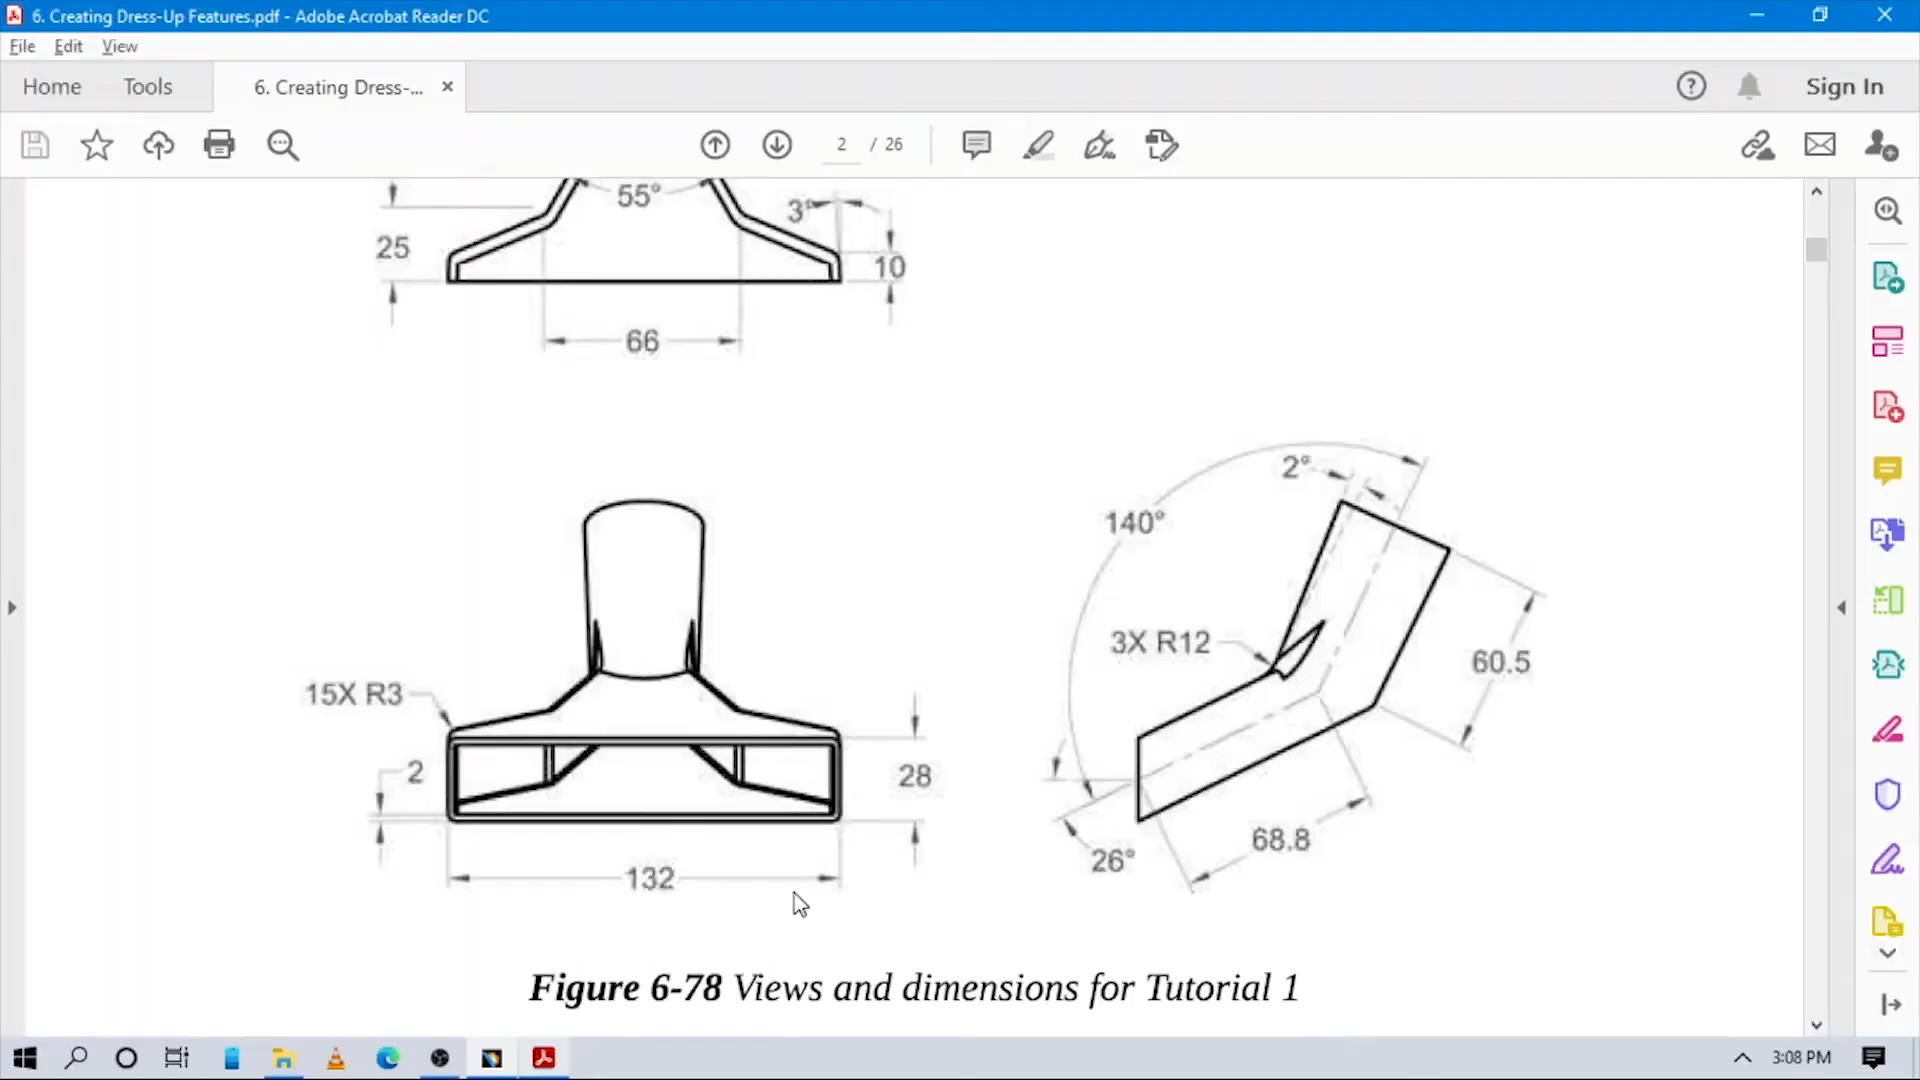 6. Creating Dress-Up Features.pdf - Adobe Acrobat Reader DC
File Edit View
Home Tools 6. Creating Dress-... ×
Sign In
2 / 26
55°
3°
25
10
66
2°
140°
3X R12
60.5
15X R3
2
28
68.8
26°
132
Figure 6-78 Views and dimensions for Tutorial 1
3:08 PM